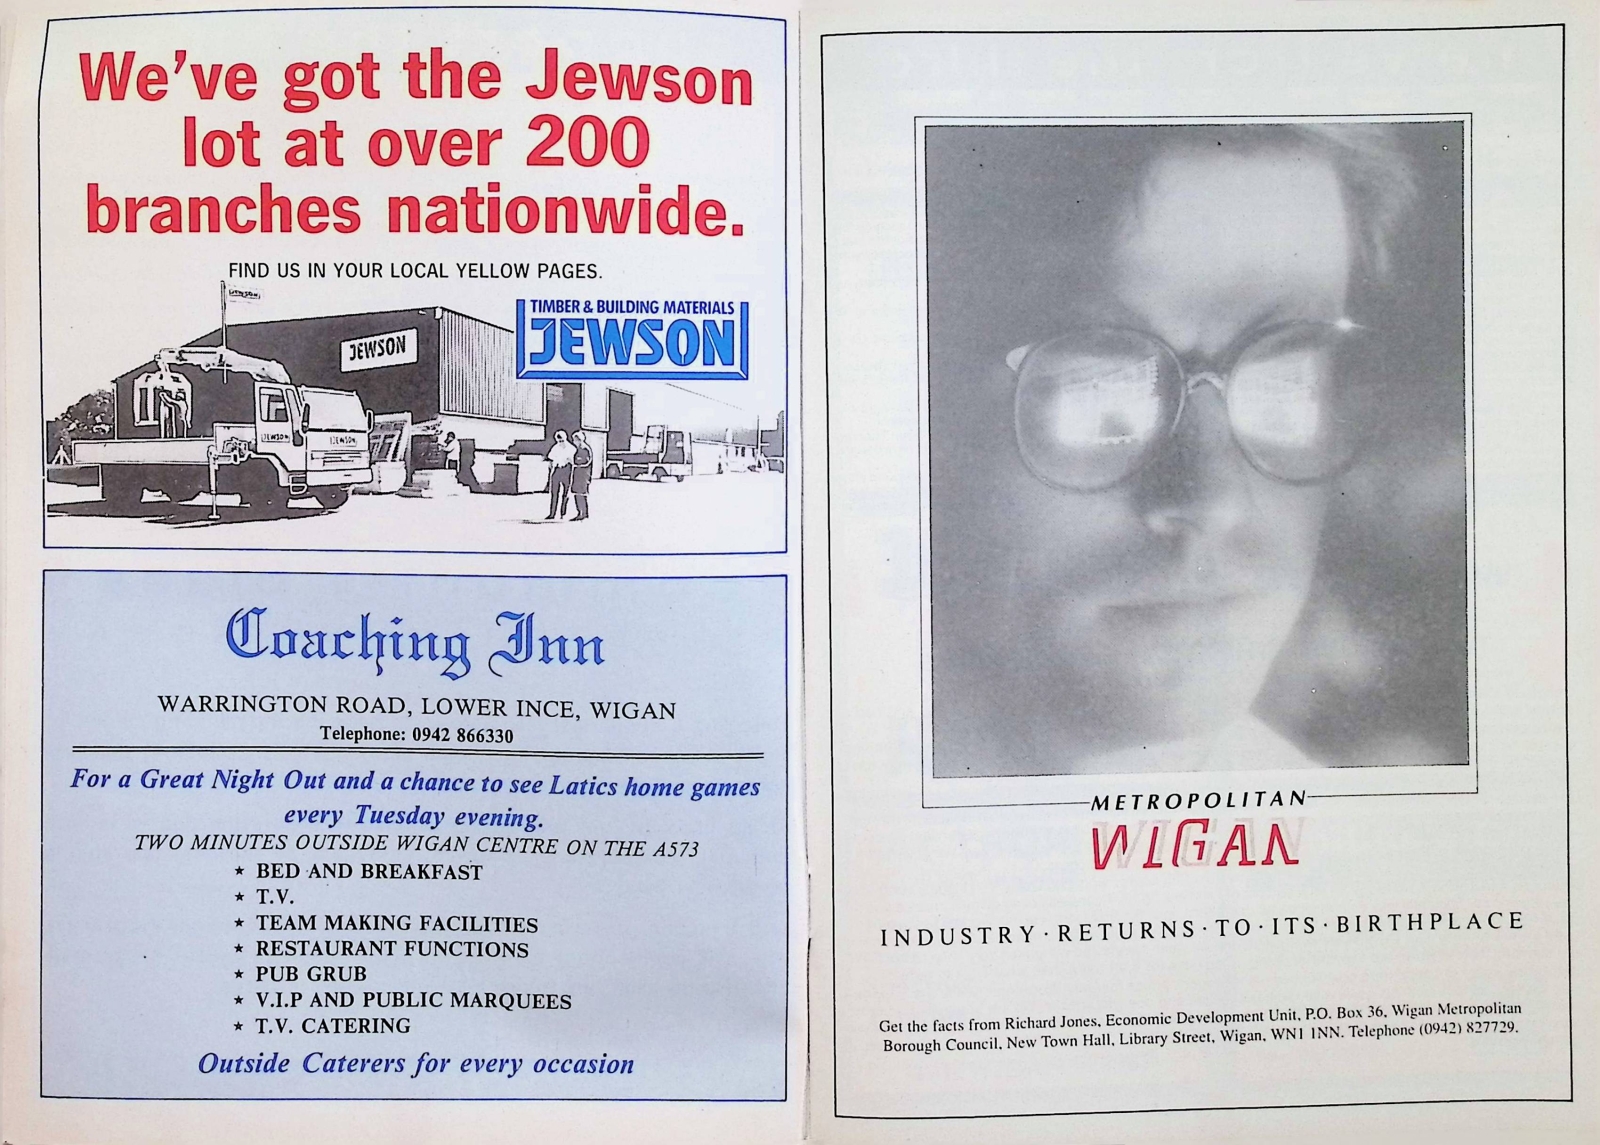 We've got the Jewson
lot at over 200
branches nationwide.
FIND US IN YOUR LOCAL YELLOW PAGES.
JEWSON
TIMBER & BUILDING MATERIALS
JEWSON
JEWSON
JEWSON
JEWSON
Coaching Inn
WARRINGTON ROAD, LOWER INCE, WIGAN
Telephone: 0942 866330
For a Great Night Out and a chance to see Latics home games
every Tuesday evening.
TWO MINUTES OUTSIDE WIGAN CENTRE ON THE A573
★ BED AND BREAKFAST
★ T.V.
★ TEAM MAKING FACILITIES
★ RESTAURANT FUNCTIONS
★ PUB GRUB
★ V.I.P AND PUBLIC MARQUEES
★ T.V. CATERING
Outside Caterers for every occasion
METROPOLITAN
WIGAN
INDUSTRY · RETURNS · TO · ITS · BIRTHPLACE
Get the facts from Richard Jones, Economic Development Unit, P.O. Box 36, Wigan Metropolitan
Borough Council, New Town Hall, Library Street, Wigan, WN1 1NN. Telephone (0942) 827729.